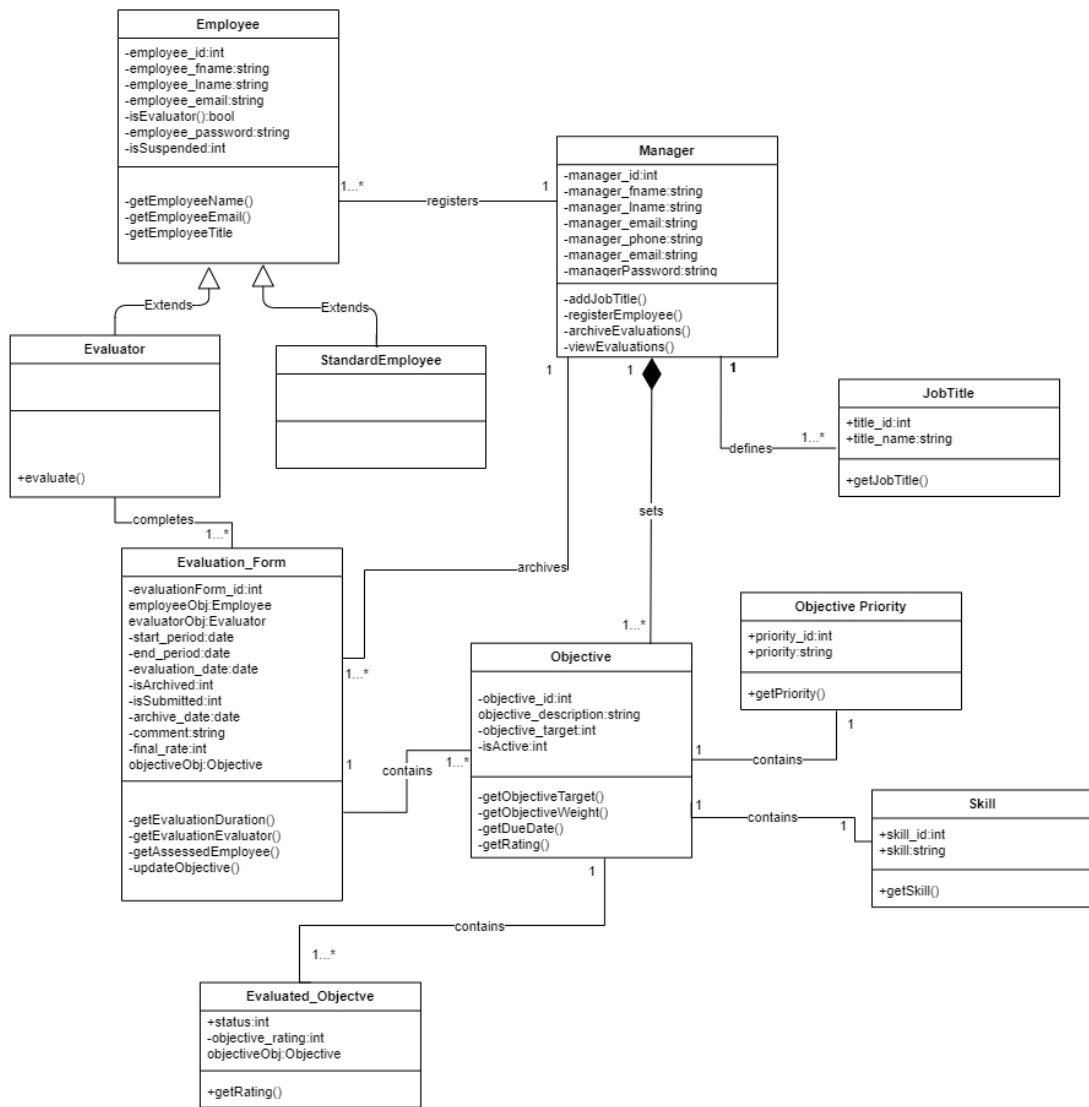 Employee
-employee_id:int
-employee_fname:string
-employee_lname:string
-employee_email:string
-isEvaluator():bool
-employee_password:string
-isSuspended:int
-getEmployeeName()
-getEmployeeEmail()
-getEmployeeTitle
1...*
registers
1
Manager
-manager_id:int
-manager_fname:string
-manager_lname:string
-manager_email:string
-manager_phone:string
-manager_email:string
-managerPassword:string
-addJobTitle()
-registerEmployee()
-archiveEvaluations()
-viewEvaluations()
Extends
Extends
Evaluator
+evaluate()
StandardEmployee
1
1
1
JobTitle
+title_id:int
+title_name:string
+getJobTitle()
defines
1...*
completes
1...*
sets
archives
Evaluation_Form
-evaluationForm_id:int
employeeObj:Employee
evaluatorObj:Evaluator
-start_period:date
-end_period:date
-evaluation_date:date
-isArchived:int
-isSubmitted:int
-archive_date:date
-comment:string
-final_rate:int
objectiveObj:Objective
-getEvaluationDuration()
-getEvaluationEvaluator()
-getAssessedEmployee()
-updateObjective()
1...*
1
contains
1...*
1...*
Objective
-objective_id:int
objective_description:string
-objective_target:int
-isActive:int
-getObjectiveTarget()
-getObjectiveWeight()
-getDueDate()
-getRating()
Objective Priority
+priority_id:int
+priority:string
+getPriority()
1
contains
1
1
contains
1
Skill
+skill_id:int
+skill:string
+getSkill()
1
contains
1...*
Evaluated_Objectve
+status:int
-objective_rating:int
objectiveObj:Objective
+getRating()